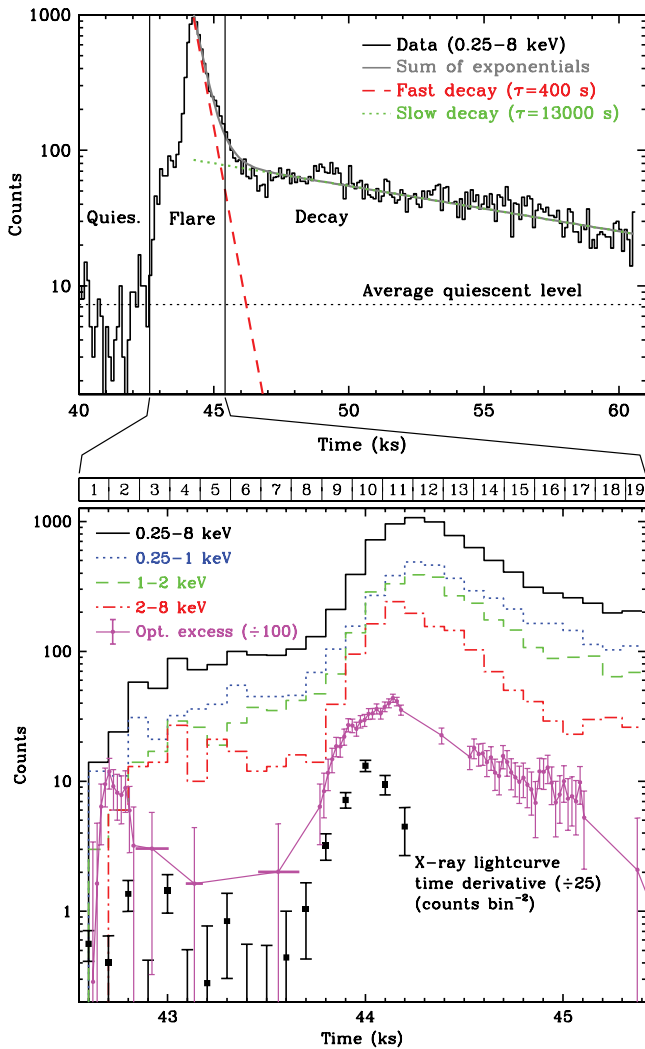 1000
100
10
Counts
Data (0.25-8 keV)
Sum of exponentials
Fast decay (τ=400 s)
Slow decay (τ=13000 s)
Quies.
Flare
Decay
Average quiescent level
40 45 50 55 60
Time (ks)
1 2 3 4 5 6 7 8 9 10 11 12 13 14 15 16 17 18 19
1000
100
10
1
Counts
0.25-8 keV
0.25-1 keV
1-2 keV
2-8 keV
Opt. excess (÷100)
X-ray lightcurve
time derivative (÷25)
(counts bin⁻²)
43 44 45
Time (ks)